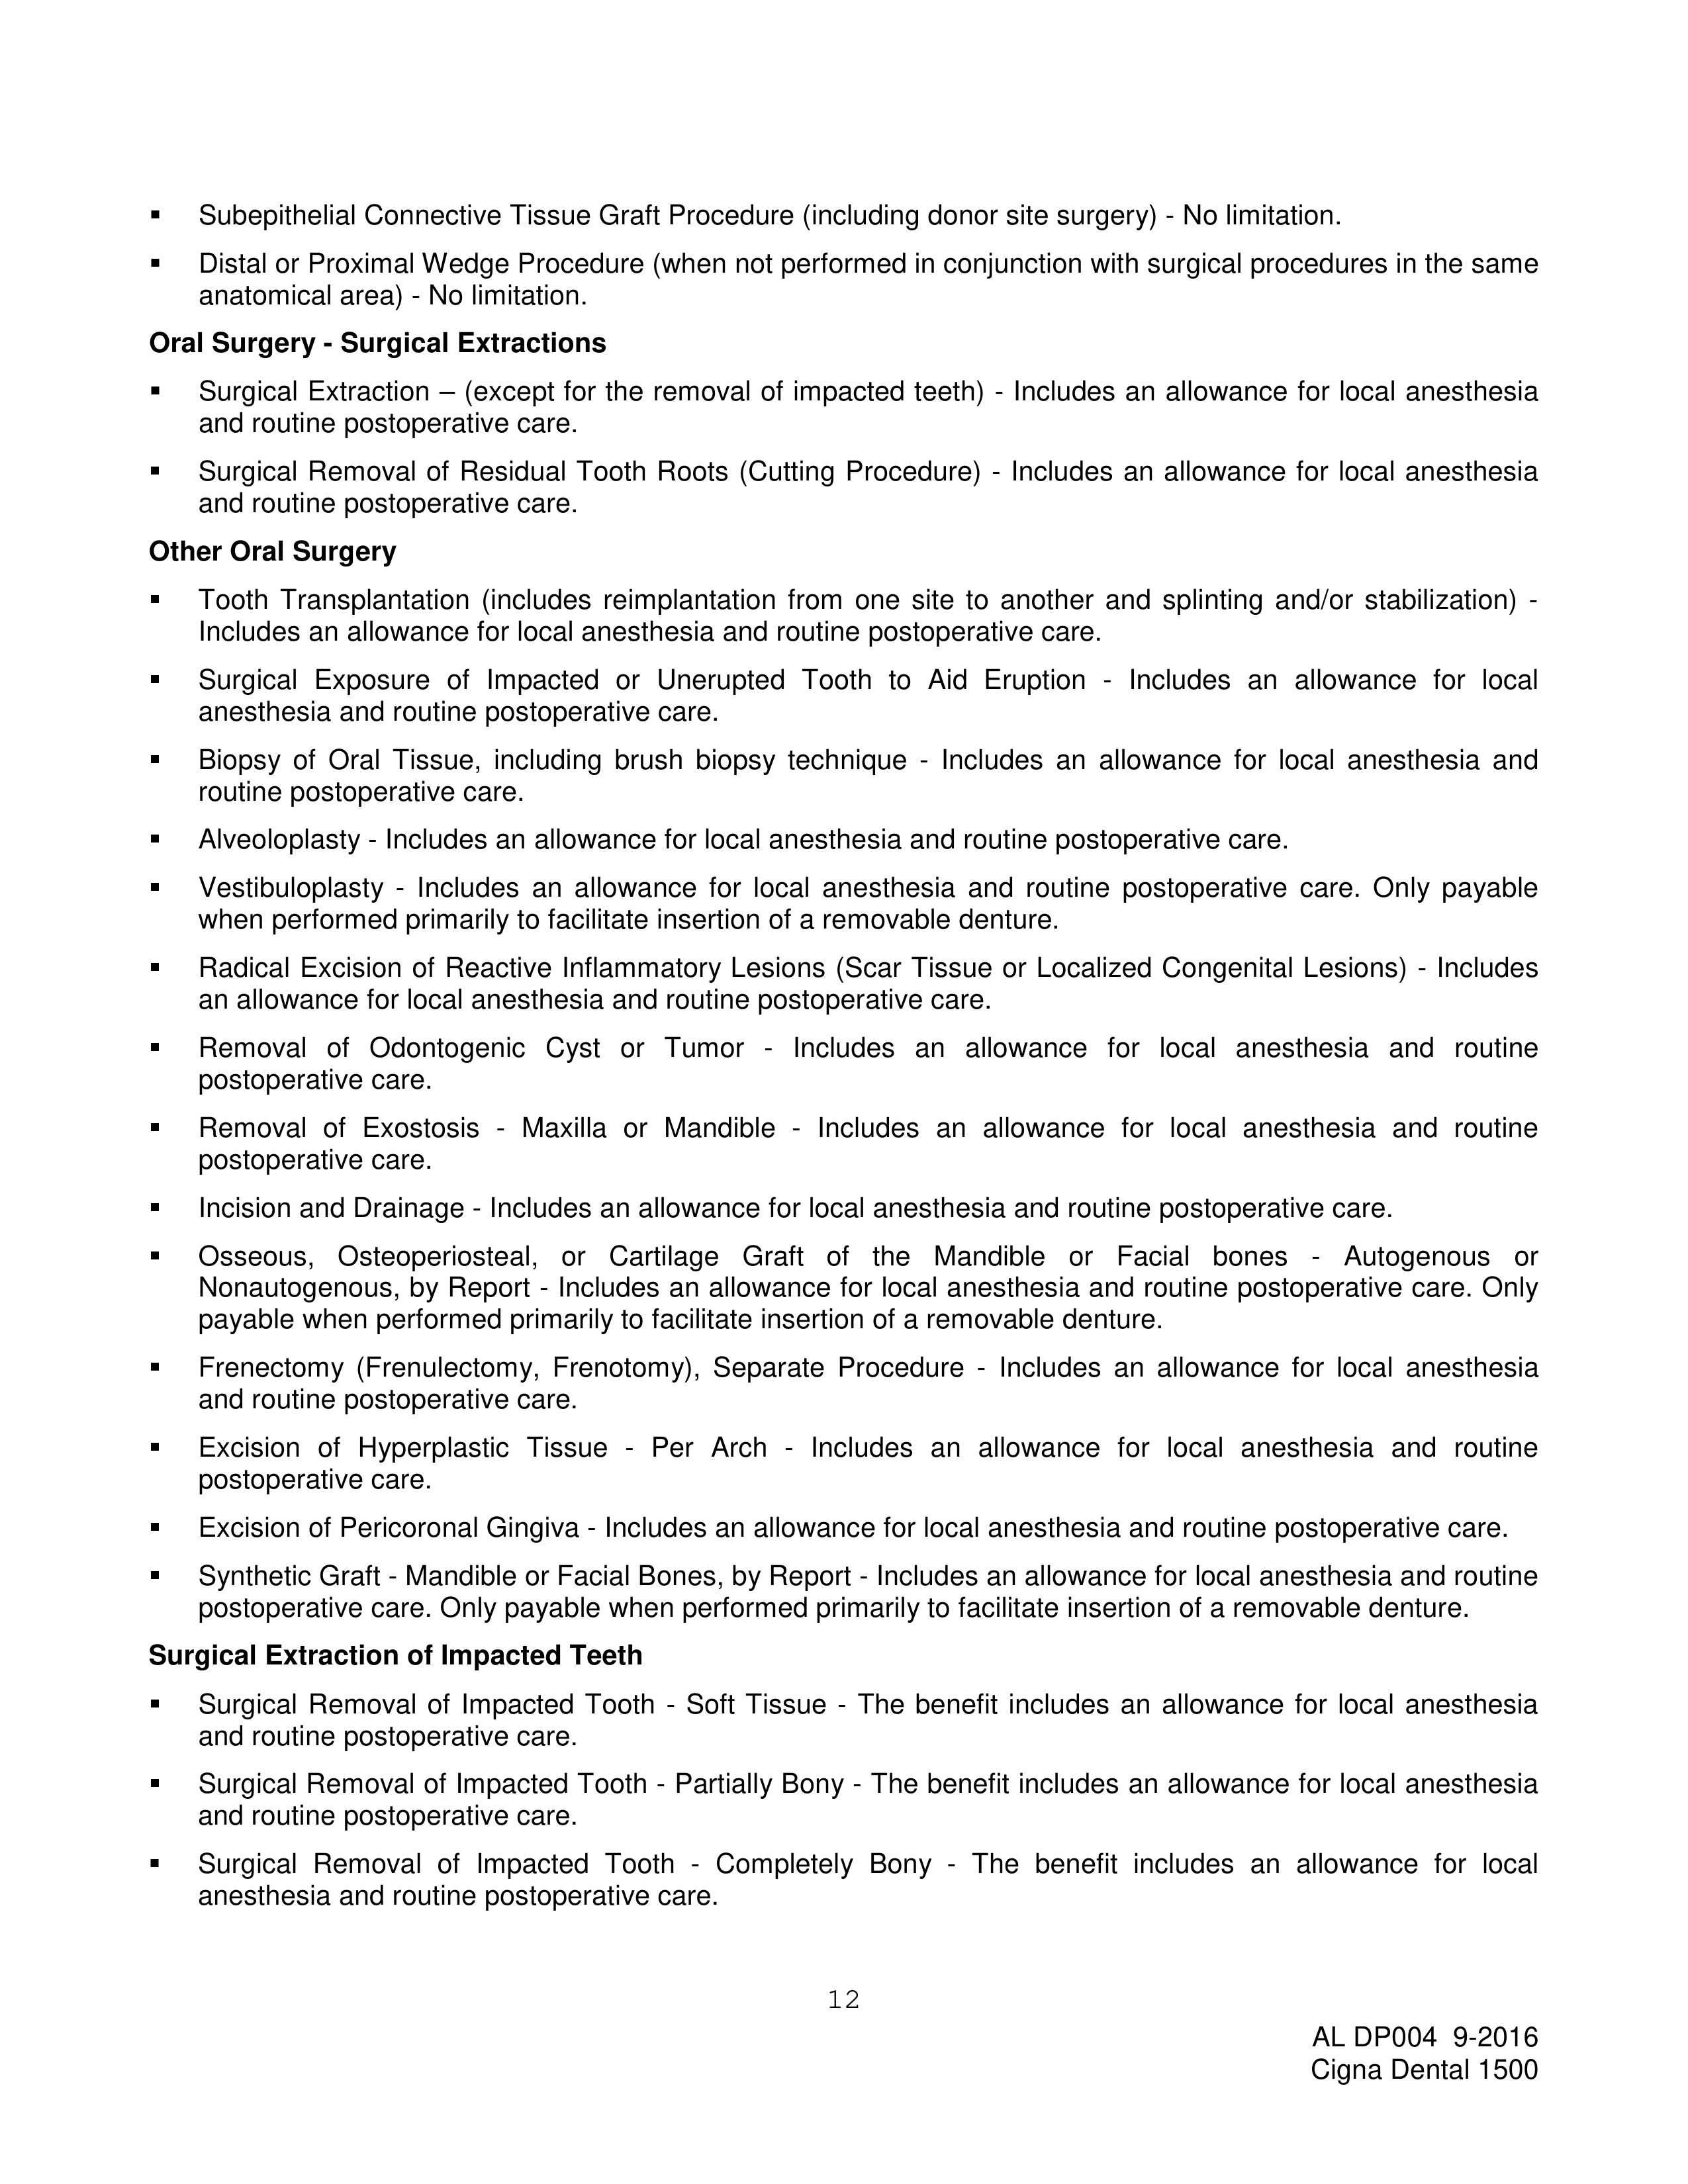 ▪ Subepithelial Connective Tissue Graft Procedure (including donor site surgery) - No limitation.
▪ Distal or Proximal Wedge Procedure (when not performed in conjunction with surgical procedures in the same
anatomical area) - No limitation.
Oral Surgery - Surgical Extractions
▪ Surgical Extraction – (except for the removal of impacted teeth) - Includes an allowance for local anesthesia
and routine postoperative care.
▪ Surgical Removal of Residual Tooth Roots (Cutting Procedure) - Includes an allowance for local anesthesia
and routine postoperative care.
Other Oral Surgery
▪ Tooth Transplantation (includes reimplantation from one site to another and splinting and/or stabilization) -
Includes an allowance for local anesthesia and routine postoperative care.
▪ Surgical Exposure of Impacted or Unerupted Tooth to Aid Eruption - Includes an allowance for local
anesthesia and routine postoperative care.
▪ Biopsy of Oral Tissue, including brush biopsy technique - Includes an allowance for local anesthesia and
routine postoperative care.
▪ Alveoloplasty - Includes an allowance for local anesthesia and routine postoperative care.
▪ Vestibuloplasty - Includes an allowance for local anesthesia and routine postoperative care. Only payable
when performed primarily to facilitate insertion of a removable denture.
▪ Radical Excision of Reactive Inflammatory Lesions (Scar Tissue or Localized Congenital Lesions) - Includes
an allowance for local anesthesia and routine postoperative care.
▪ Removal of Odontogenic Cyst or Tumor - Includes an allowance for local anesthesia and routine
postoperative care.
▪ Removal of Exostosis - Maxilla or Mandible - Includes an allowance for local anesthesia and routine
postoperative care.
▪ Incision and Drainage - Includes an allowance for local anesthesia and routine postoperative care.
▪ Osseous, Osteoperiosteal, or Cartilage Graft of the Mandible or Facial bones - Autogenous or
Nonautogenous, by Report - Includes an allowance for local anesthesia and routine postoperative care. Only
payable when performed primarily to facilitate insertion of a removable denture.
▪ Frenectomy (Frenulectomy, Frenotomy), Separate Procedure - Includes an allowance for local anesthesia
and routine postoperative care.
▪ Excision of Hyperplastic Tissue - Per Arch - Includes an allowance for local anesthesia and routine
postoperative care.
▪ Excision of Pericoronal Gingiva - Includes an allowance for local anesthesia and routine postoperative care.
▪ Synthetic Graft - Mandible or Facial Bones, by Report - Includes an allowance for local anesthesia and routine
postoperative care. Only payable when performed primarily to facilitate insertion of a removable denture.
Surgical Extraction of Impacted Teeth
▪ Surgical Removal of Impacted Tooth - Soft Tissue - The benefit includes an allowance for local anesthesia
and routine postoperative care.
▪ Surgical Removal of Impacted Tooth - Partially Bony - The benefit includes an allowance for local anesthesia
and routine postoperative care.
▪ Surgical Removal of Impacted Tooth - Completely Bony - The benefit includes an allowance for local
anesthesia and routine postoperative care.
12
AL DP004 9-2016
Cigna Dental 1500